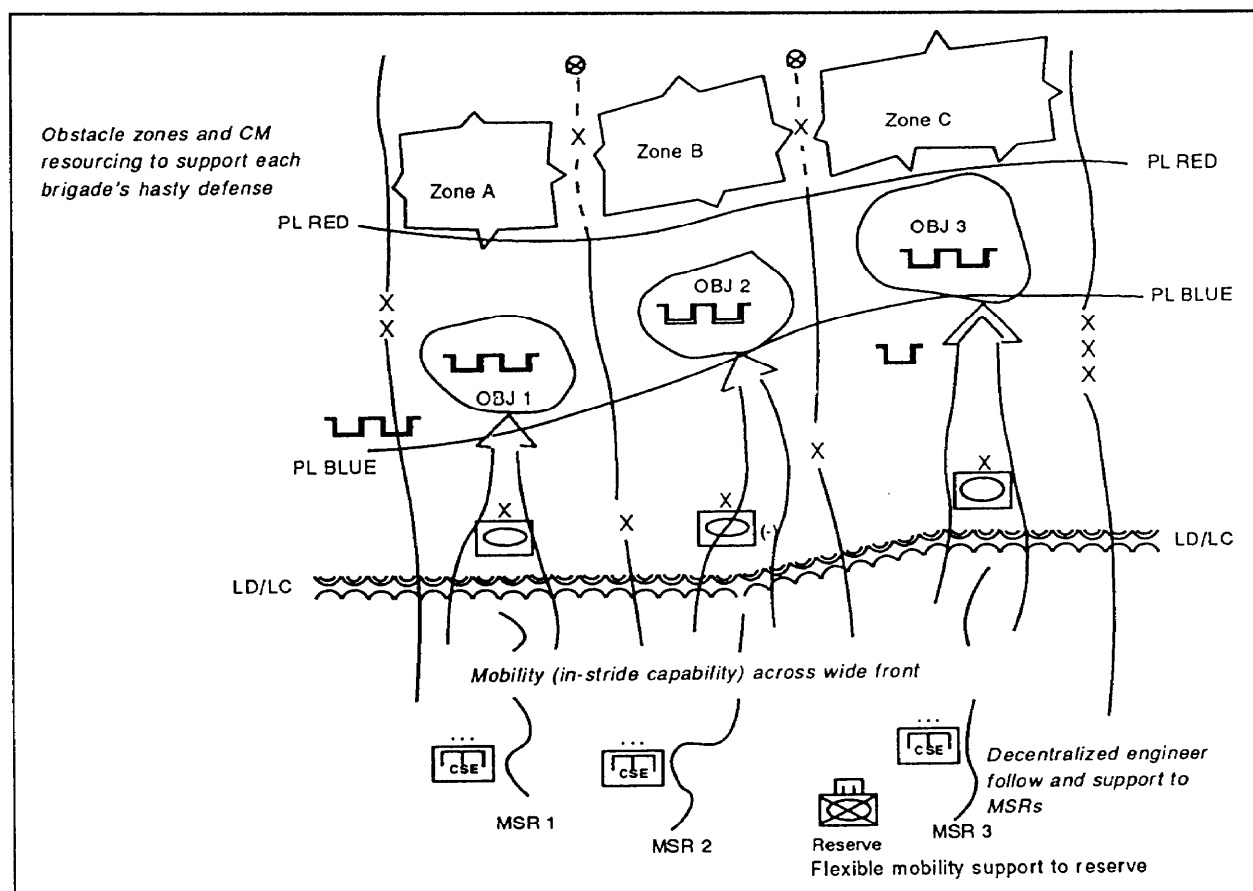 Obstacle zones and CM
resourcing to support each
brigade's hasty defense
Zone A
Zone B
Zone C
PL RED
PL RED
OBJ 3
OBJ 2
PL BLUE
OBJ 1
PL BLUE
X
X
X
X
X
X
X
X
X
X
X
X
(-)
LD/LC
LD/LC
Mobility (in-stride capability) across wide front
CSE
CSE
CSE
Decentralized engineer
follow and support to
MSRs
MSR 1
MSR 2
MSR 3
Reserve
Flexible mobility support to reserve